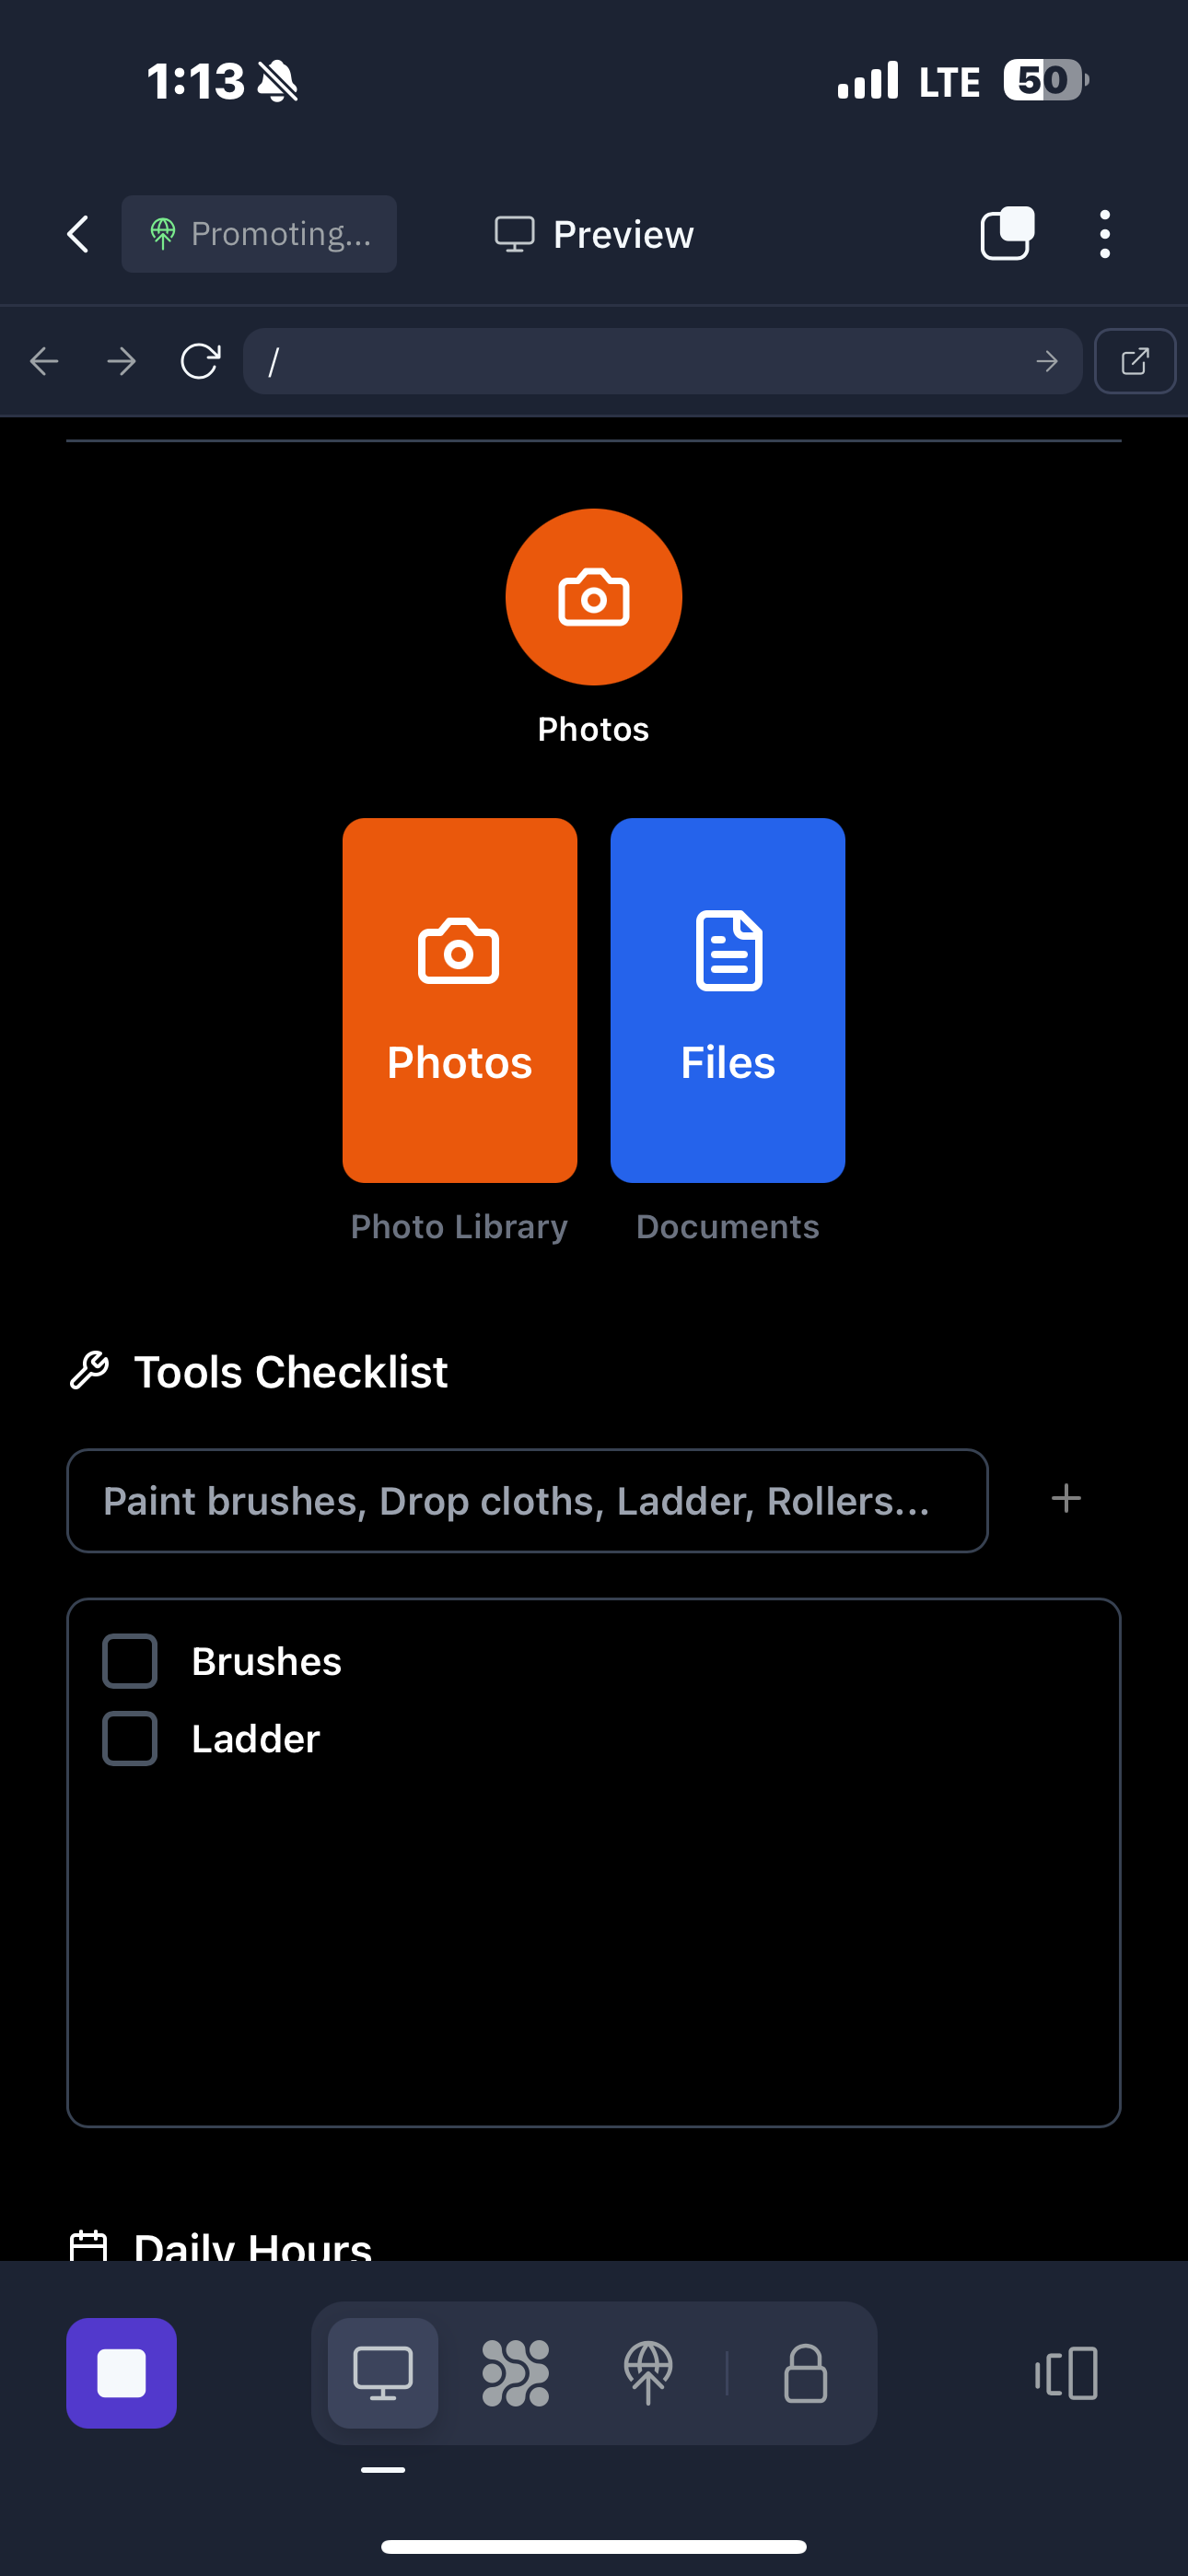 1:13
LTE
50
Promoting...
Preview
/
Photos
Photos
Files
Photo Library
Documents
Tools Checklist
Paint brushes, Drop cloths, Ladder, Rollers...
Brushes
Ladder
Daily Hours